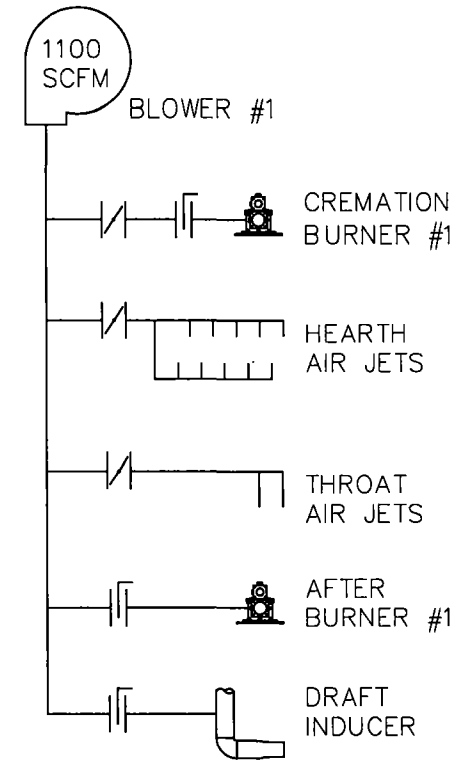 1100
SCFM
BLOWER #1
CREMATION
BURNER #1
HEARTH
AIR JETS
THROAT
AIR JETS
AFTER
BURNER #1
DRAFT
INDUCER